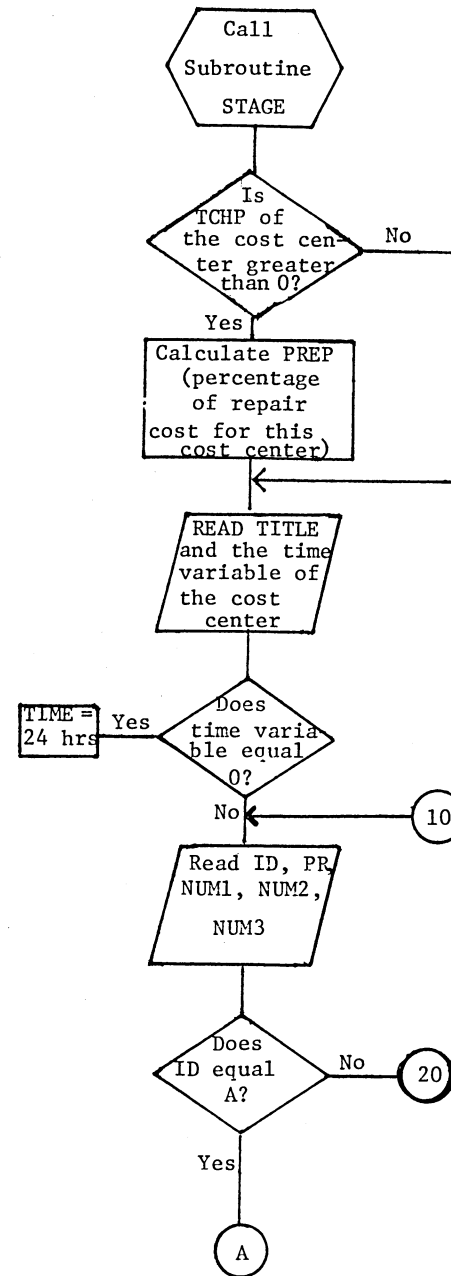 Call
Subroutine
STAGE
Is
TCHP of
the cost cen-
ter greater
than 0?
No
Yes
Calculate PREP
(percentage
of repair
cost for this
cost center)
READ TITLE
and the time
variable of
the cost
center
Does
time varia
ble equal
0?
Yes
TIME =
24 hrs
No
10
Read ID, PR,
NUM1, NUM2,
NUM3
Does
ID equal
A?
No
20
Yes
A